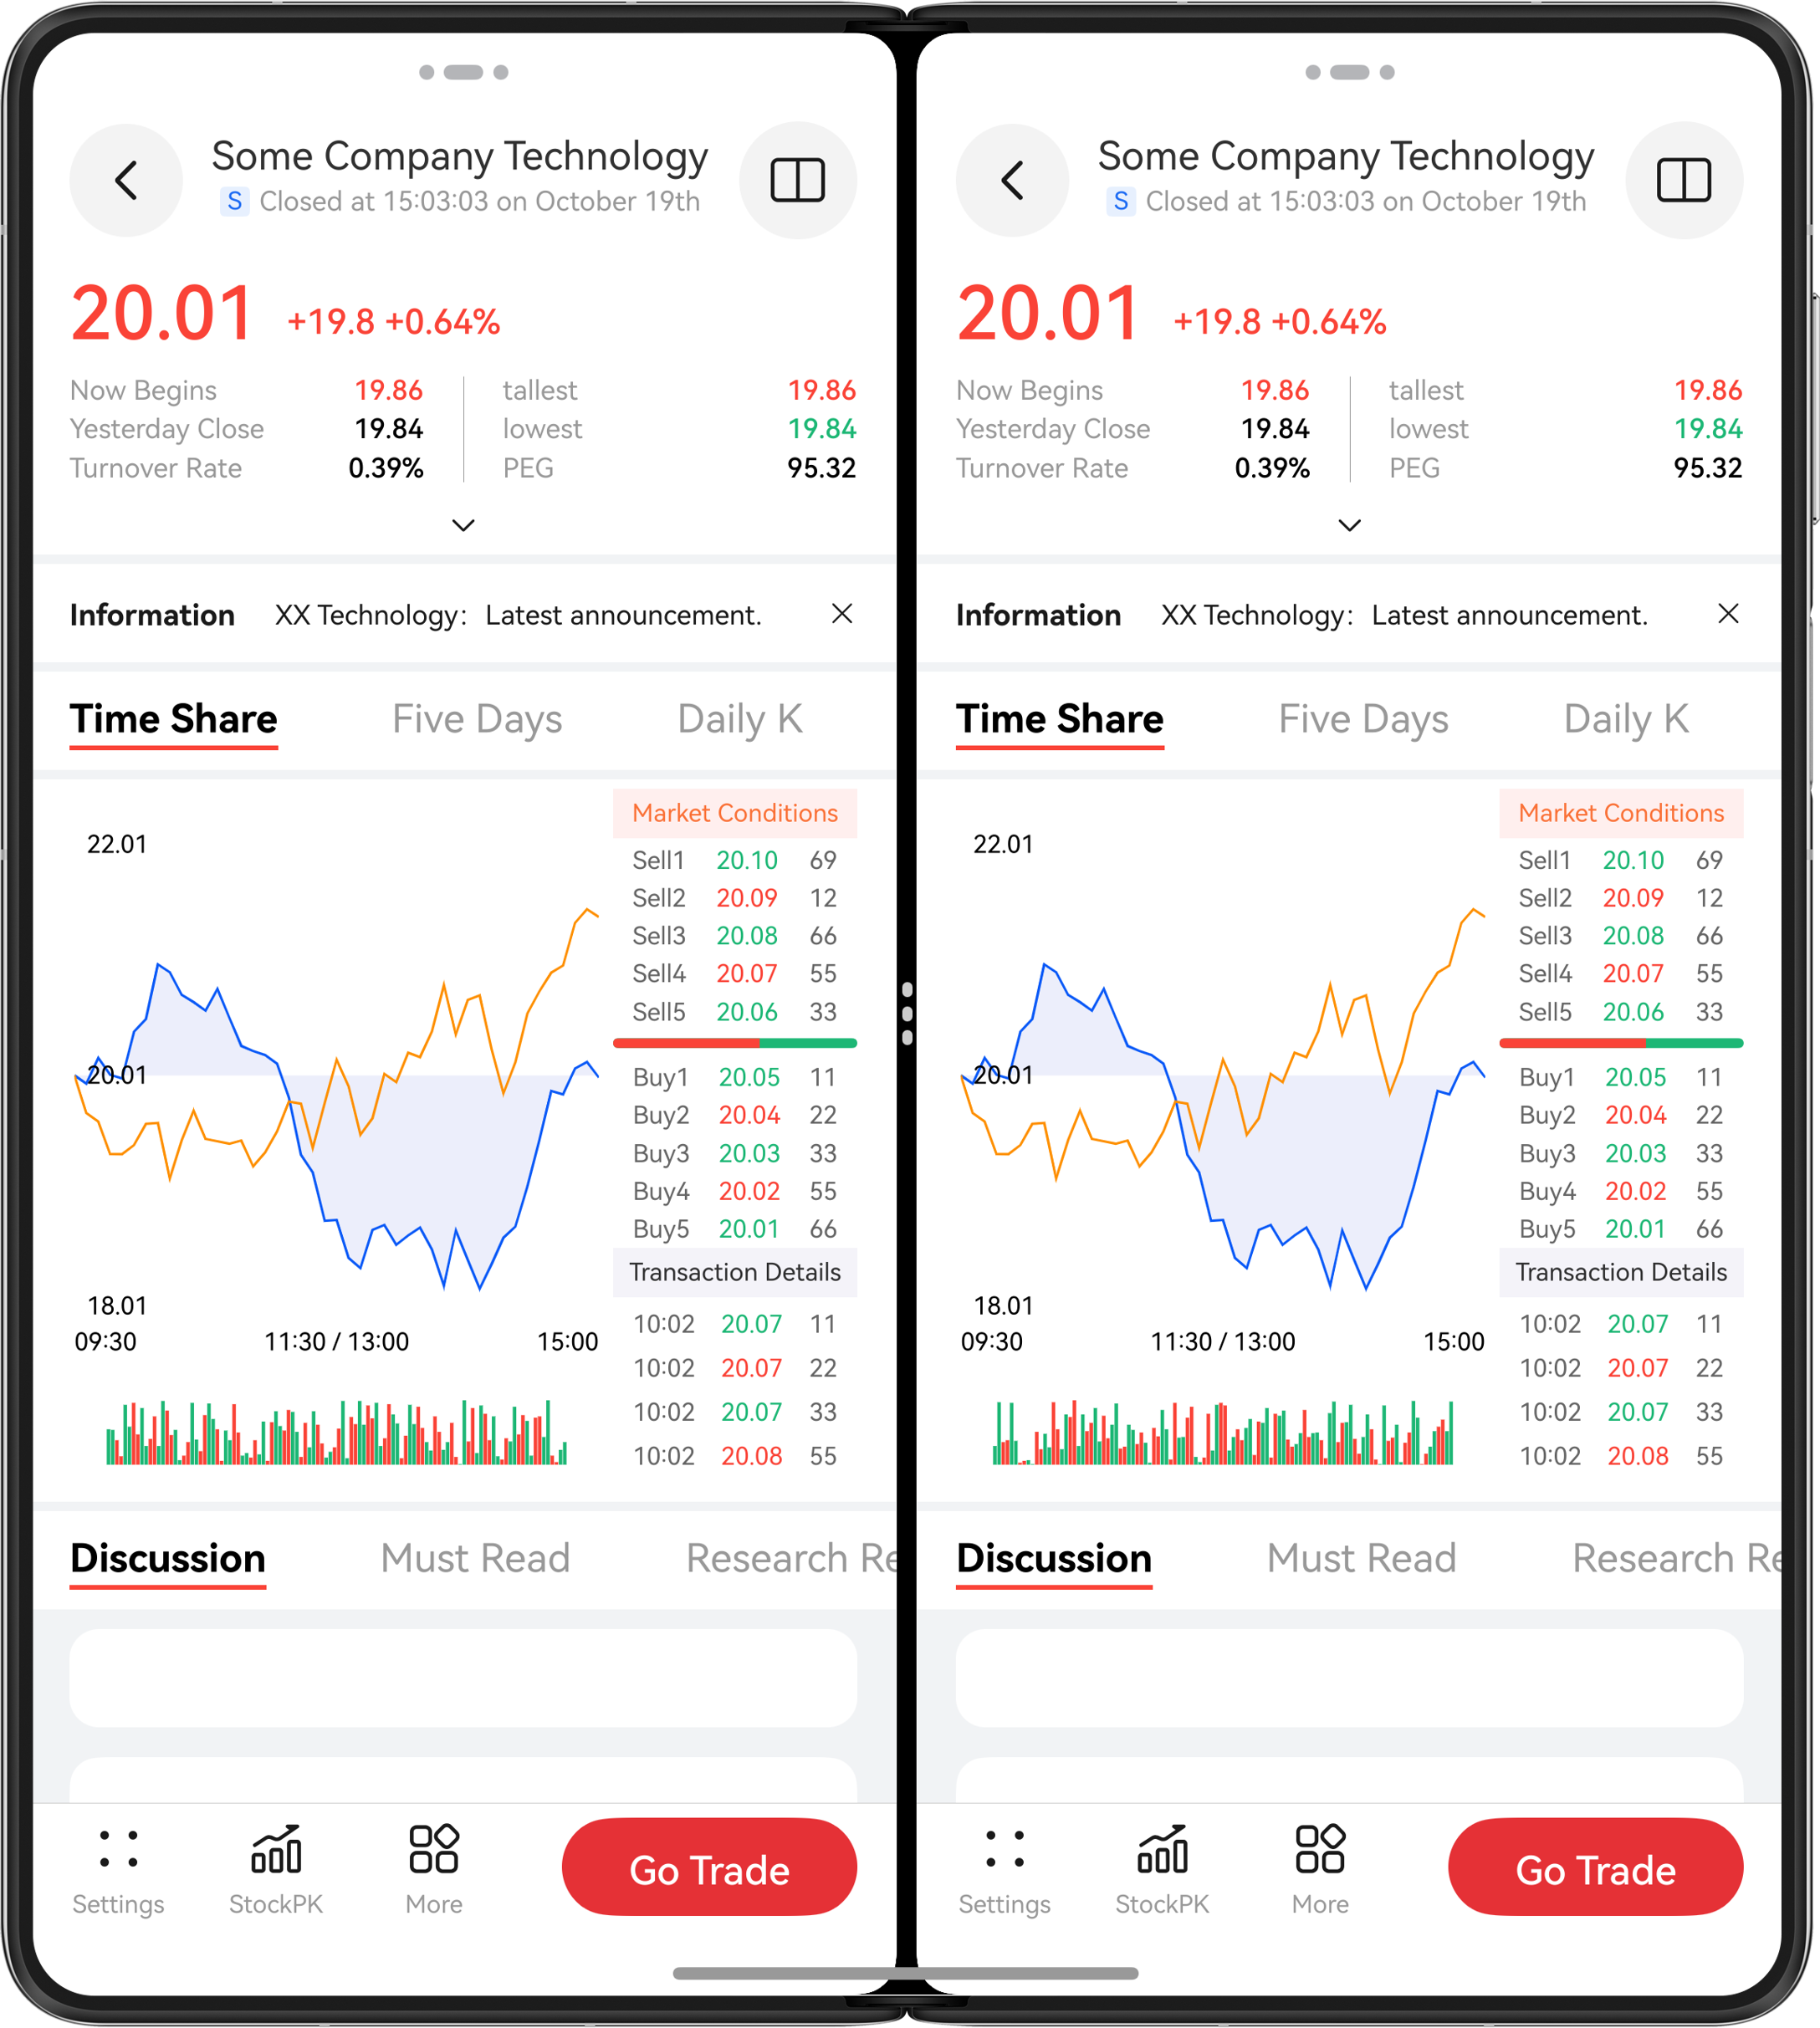 Some Company Technology
S Closed at 15:03:03 on October 19th
20.01 +19.8 +0.64%
Now Begins 19.86 tallest 19.86
Yesterday Close 19.84 lowest 19.84
Turnover Rate 0.39% PEG 95.32
Information XX Technology: Latest announcement.
Time Share Five Days Daily K
22.01
20.01
18.01
09:30 11:30 / 13:00 15:00
Market Conditions
Sell1 20.10 69
Sell2 20.09 12
Sell3 20.08 66
Sell4 20.07 55
Sell5 20.06 33
Buy1 20.05 11
Buy2 20.04 22
Buy3 20.03 33
Buy4 20.02 55
Buy5 20.01 66
Transaction Details
10:02 20.07 11
10:02 20.07 22
10:02 20.07 33
10:02 20.08 55
Discussion Must Read Research Re
Settings StockPK More Go Trade
Some Company Technology
S Closed at 15:03:03 on October 19th
20.01 +19.8 +0.64%
Now Begins 19.86 tallest 19.86
Yesterday Close 19.84 lowest 19.84
Turnover Rate 0.39% PEG 95.32
Information XX Technology: Latest announcement.
Time Share Five Days Daily K
22.01
20.01
18.01
09:30 11:30 / 13:00 15:00
Market Conditions
Sell1 20.10 69
Sell2 20.09 12
Sell3 20.08 66
Sell4 20.07 55
Sell5 20.06 33
Buy1 20.05 11
Buy2 20.04 22
Buy3 20.03 33
Buy4 20.02 55
Buy5 20.01 66
Transaction Details
10:02 20.07 11
10:02 20.07 22
10:02 20.07 33
10:02 20.08 55
Discussion Must Read Research Re
Settings StockPK More Go Trade